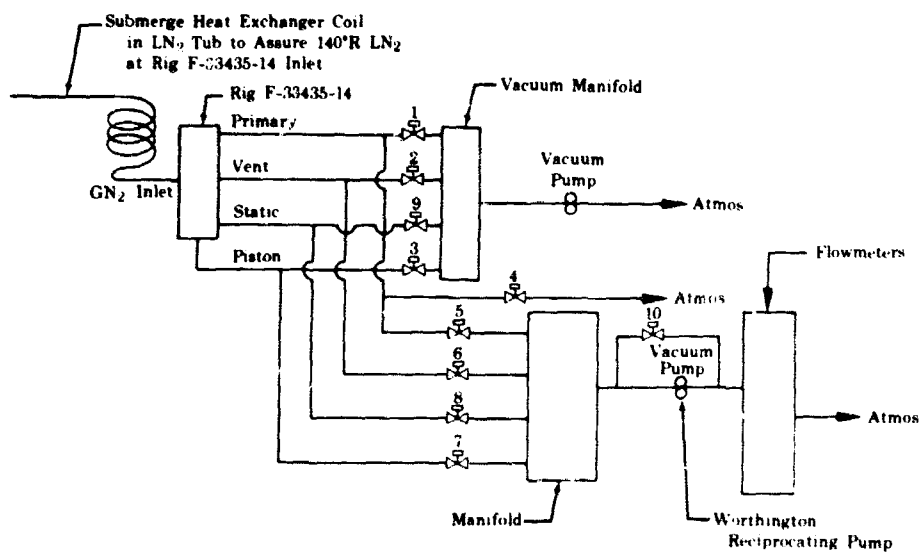 Submerge Heat Exchanger Coil
in LN2 Tub to Assure 140°R LN2
at Rig F-33435-14 Inlet
Rig F-33435-14
Vacuum Manifold
Primary
1
Vent
2
Vacuum
Pump
GN2 Inlet
Static
9
Atmos
Piston
3
Flowmeters
4
Atmos
5
10
6
Vacuum
Pump
8
Atmos
7
Manifold
Worthington
Reciprocating Pump